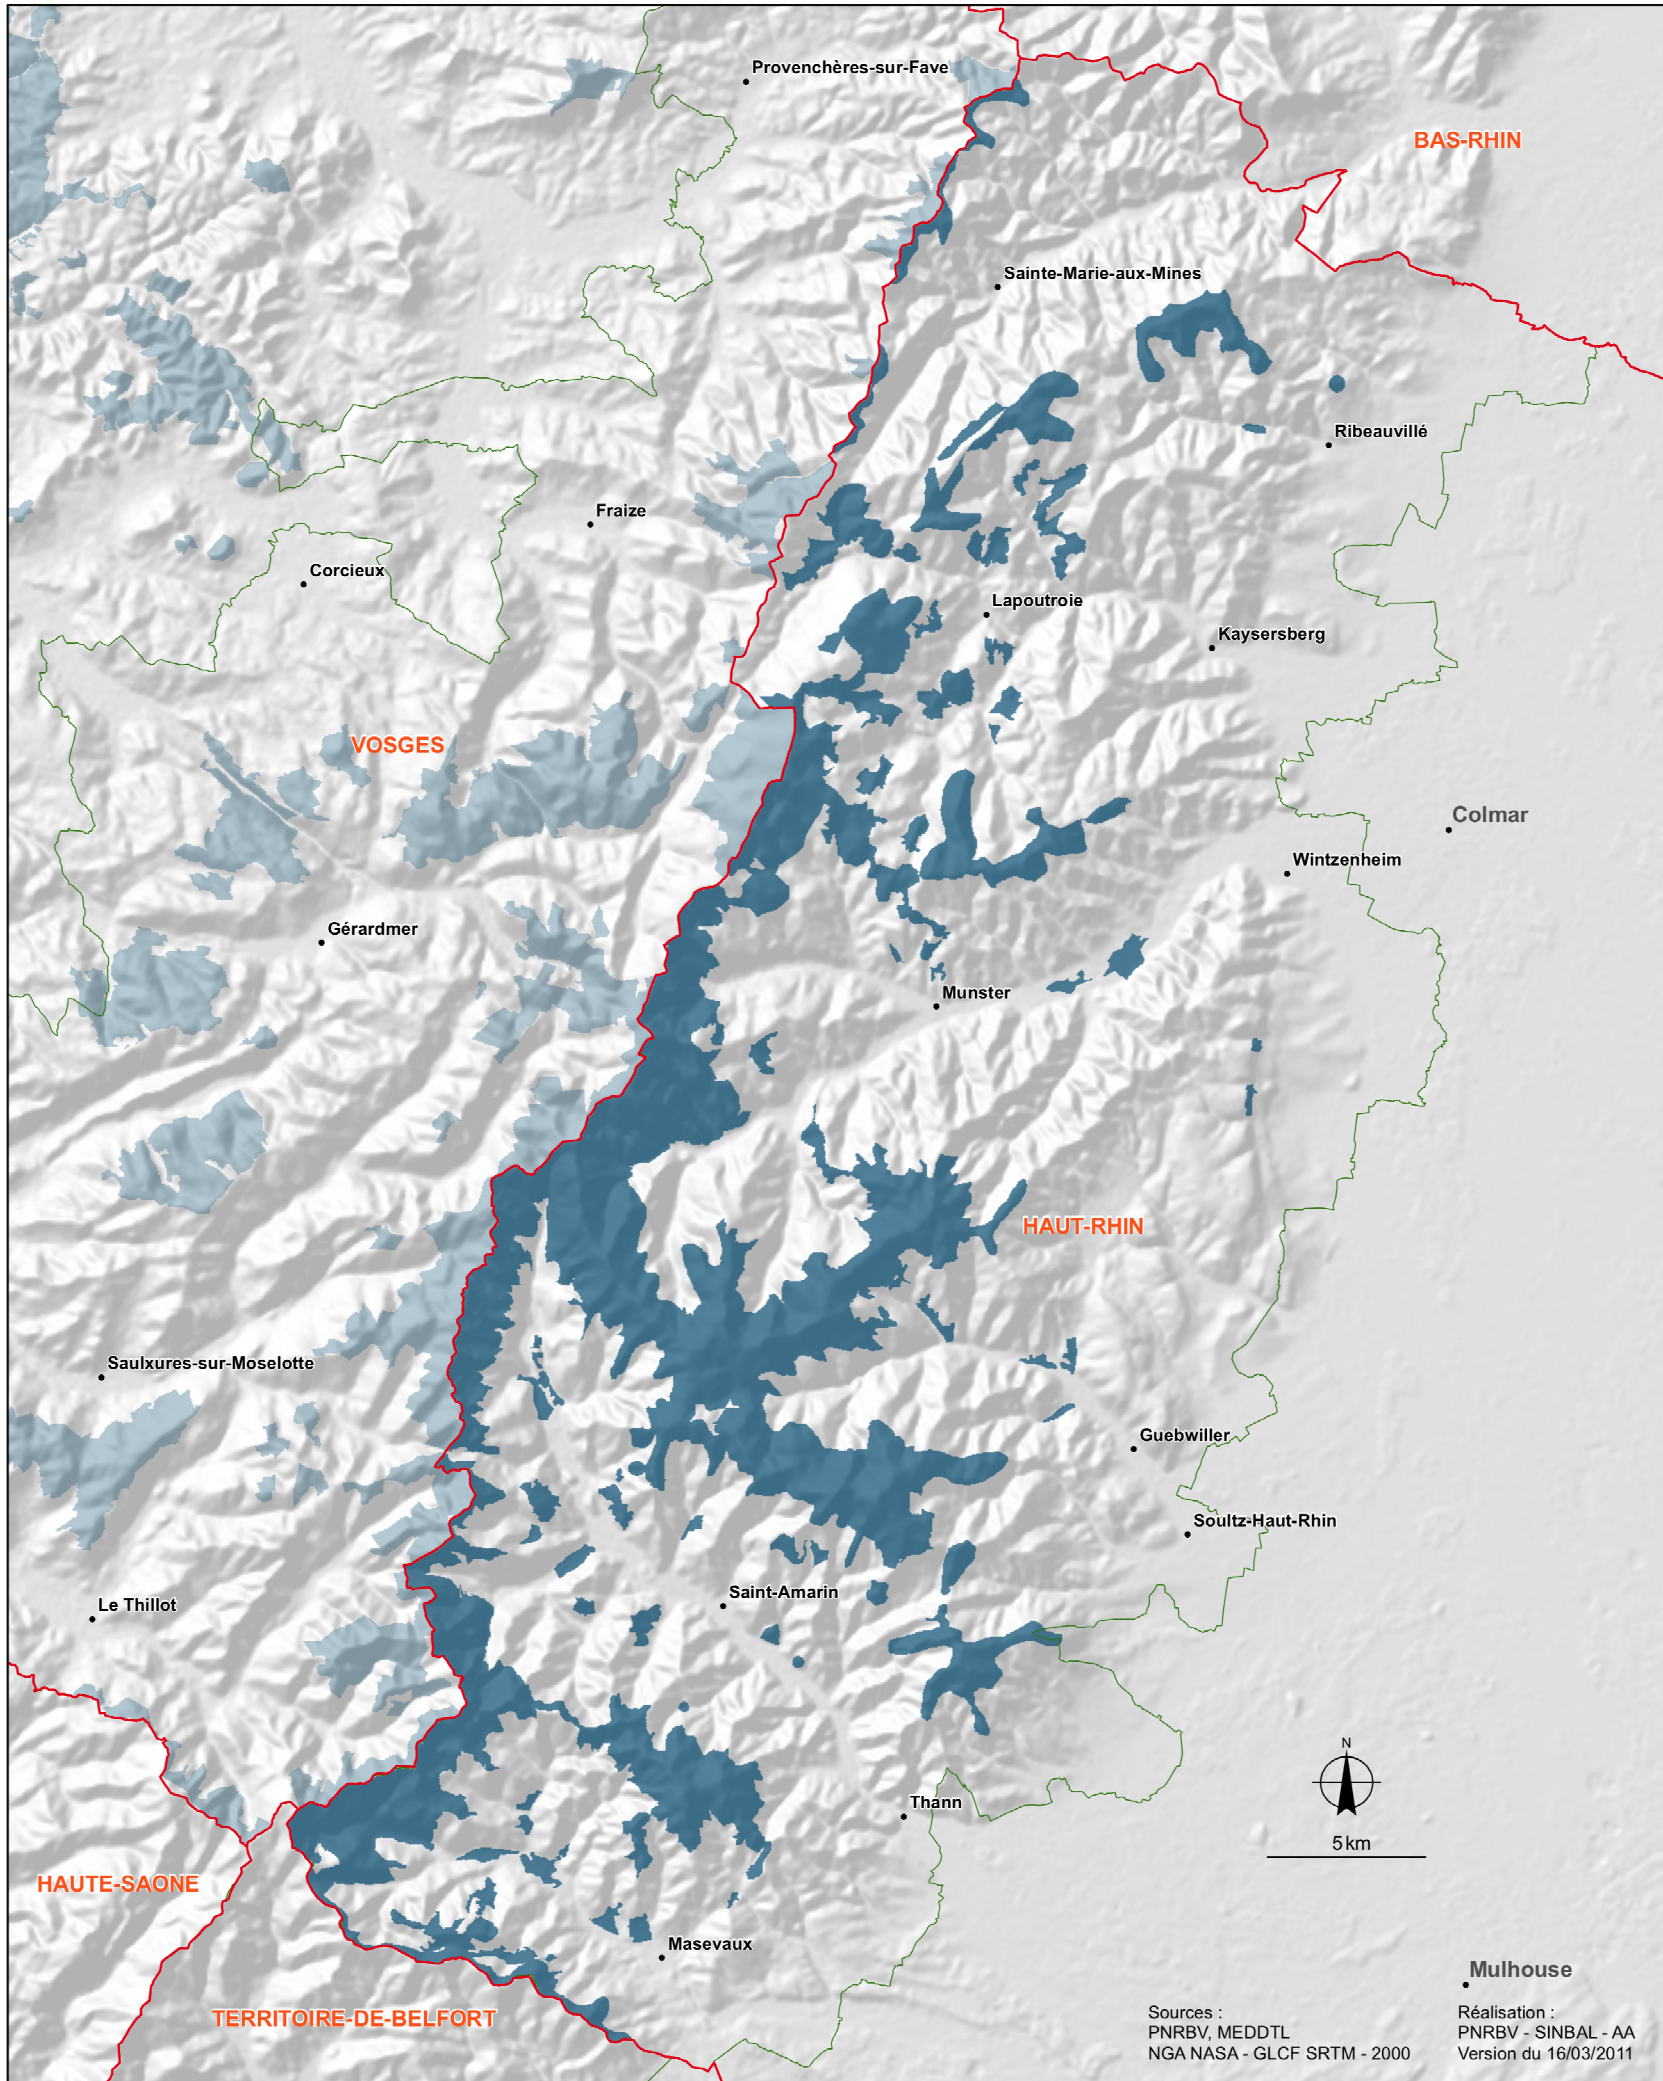 Provenchères-sur-Fave
BAS-RHIN
Sainte-Marie-aux-Mines
Ribeauvillé
Fraize
Corcieux
Lapoutroie
Kaysersberg
VOSGES
Colmar
Wintzenheim
Gérardmer
Munster
HAUT-RHIN
Saulxures-sur-Moselotte
Guebwiller
Soultz-Haut-Rhin
Saint-Amarin
Le Thillot
N
Thann
5 km
HAUTE-SAONE
Masevaux
Mulhouse
TERRITOIRE-DE-BELFORT
Sources :
PNRBV, MEDDTL
NGA NASA - GLCF SRTM - 2000
Réalisation :
PNRBV - SINBAL - AA
Version du 16/03/2011